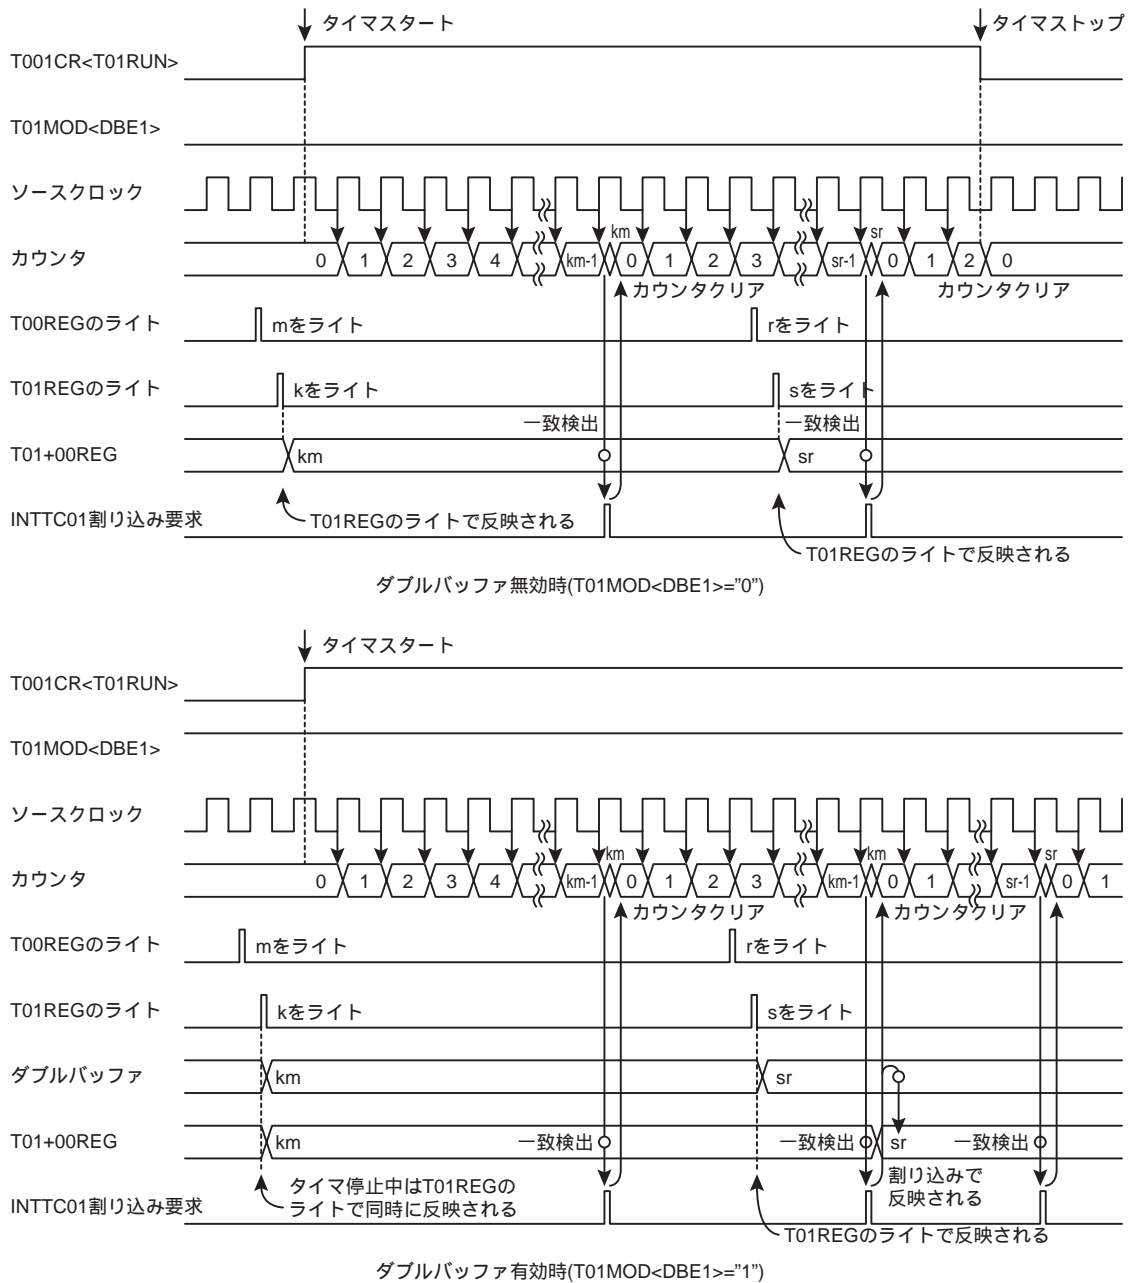 タイマスタート タイマストップ
T001CR<T01RUN>
T01MOD<DBE1>
ソースクロック
km sr
カウンタ 0 1 2 3 4 km-1 0 1 2 3 sr-1 0 1 2 0
カウンタクリア カウンタクリア
T00REGのライト mをライト rをライト
T01REGのライト kをライト sをライト
一致検出 一致検出
T01+00REG km sr
INTTC01割り込み要求 T01REGのライトで反映される
T01REGのライトで反映される
ダブルバッファ無効時(T01MOD<DBE1>=”0”)
タイマスタート
T001CR<T01RUN>
T01MOD<DBE1>
ソースクロック
km km sr
カウンタ 0 1 2 3 4 km-1 0 1 2 3 km-1 0 1 sr-1 0 1
カウンタクリア カウンタクリア
T00REGのライト mをライト rをライト
T01REGのライト kをライト sをライト
ダブルバッファ km sr
T01+00REG km 一致検出 一致検出 sr 一致検出
タイマ停止中はT01REGの 割り込みで
INTTC01割り込み要求 ライトで同時に反映される 反映される
T01REGのライトで反映される
ダブルバッファ有効時(T01MOD<DBE1>=”1”)